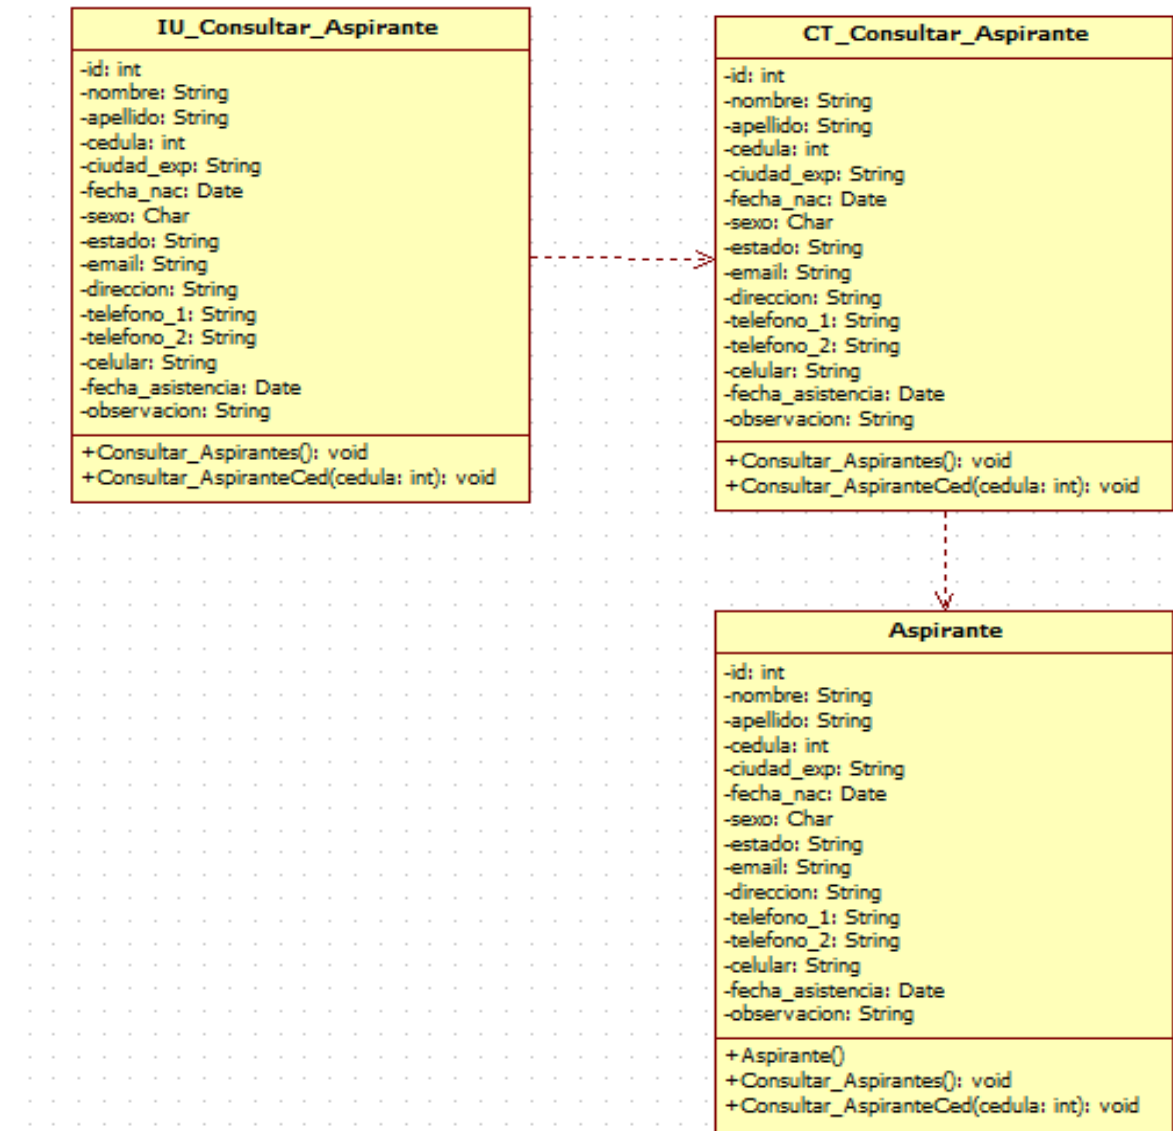 IU_Consultar_Aspirante
-id: int
-nombre: String
-apellido: String
-cedula: int
-ciudad_exp: String
-fecha_nac: Date
-sexo: Char
-estado: String
-email: String
-direccion: String
-telefono_1: String
-telefono_2: String
-celular: String
-fecha_asistencia: Date
-observacion: String
+Consultar_Aspirantes(): void
+Consultar_AspiranteCed(cedula: int): void
CT_Consultar_Aspirante
-id: int
-nombre: String
-apellido: String
-cedula: int
-ciudad_exp: String
-fecha_nac: Date
-sexo: Char
-estado: String
-email: String
-direccion: String
-telefono_1: String
-telefono_2: String
-celular: String
-fecha_asistencia: Date
-observacion: String
+Consultar_Aspirantes(): void
+Consultar_AspiranteCed(cedula: int): void
Aspirante
-id: int
-nombre: String
-apellido: String
-cedula: int
-ciudad_exp: String
-fecha_nac: Date
-sexo: Char
-estado: String
-email: String
-direccion: String
-telefono_1: String
-telefono_2: String
-celular: String
-fecha_asistencia: Date
-observacion: String
+Aspirante()
+Consultar_Aspirantes(): void
+Consultar_AspiranteCed(cedula: int): void